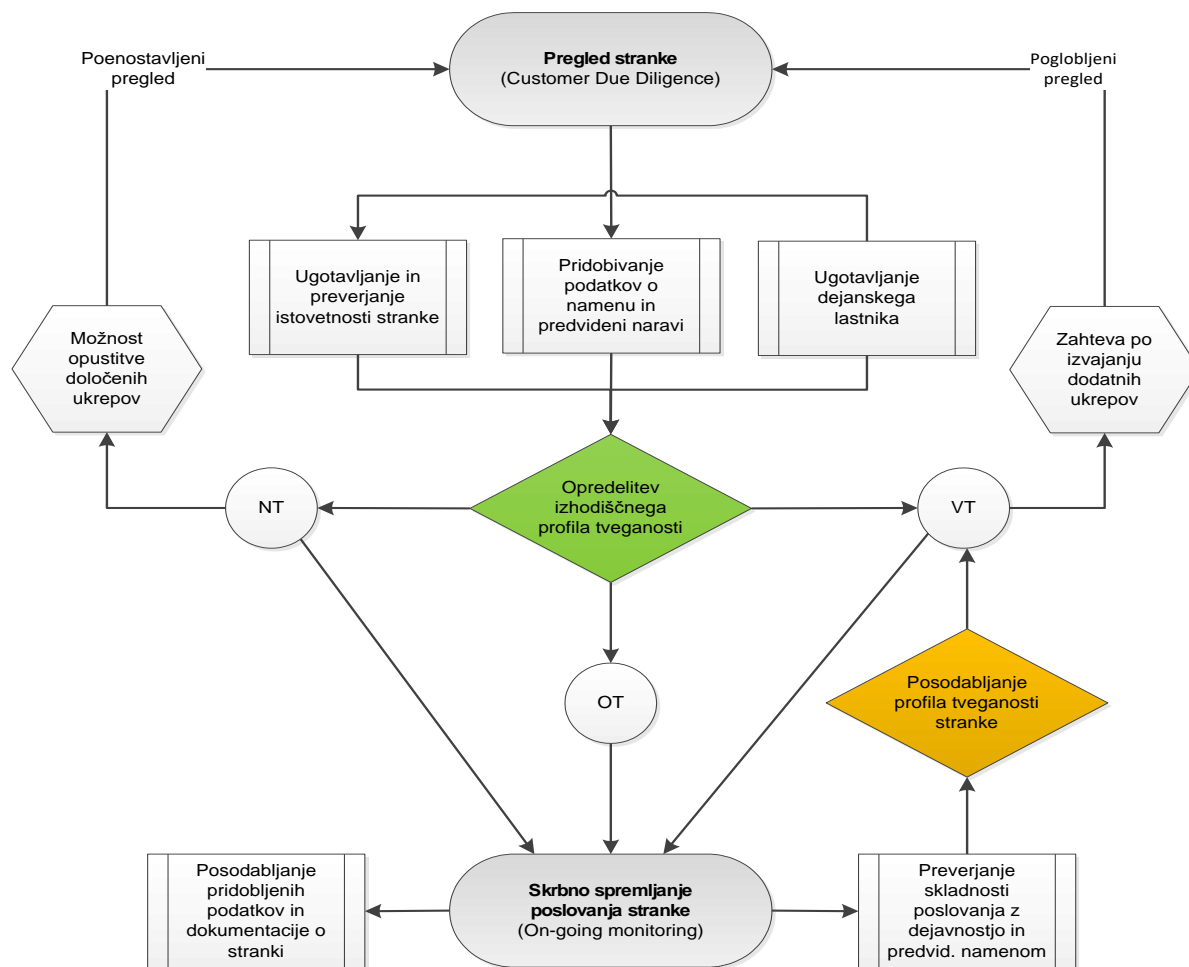 Poenostavljeni
pregled
Pregled stranke
(Customer Due Diligence)
Poglobljeni
pregled
Ugotavljanje in
preverjanje
istovetnosti stranke
Pridobivanje
podatkov o
namenu in
predvideni naravi
Ugotavljanje
dejanskega
lastnika
Možnost
opustitve
določenih
ukrepov
Zahteva po
izvajanju
dodatnih
ukrepov
Opredelitev
izhodiščnega
profila tveganosti
NT
VT
OT
Posodabljanje
profila tveganosti
stranke
Posodabljanje
pridobljenih
podatkov in
dokumentacije o
stranki
Skrbno spremljanje
poslovanja stranke
(On-going monitoring)
Preverjanje
skladnosti
poslovanja z
dejavnostjo in
predvid. namenom